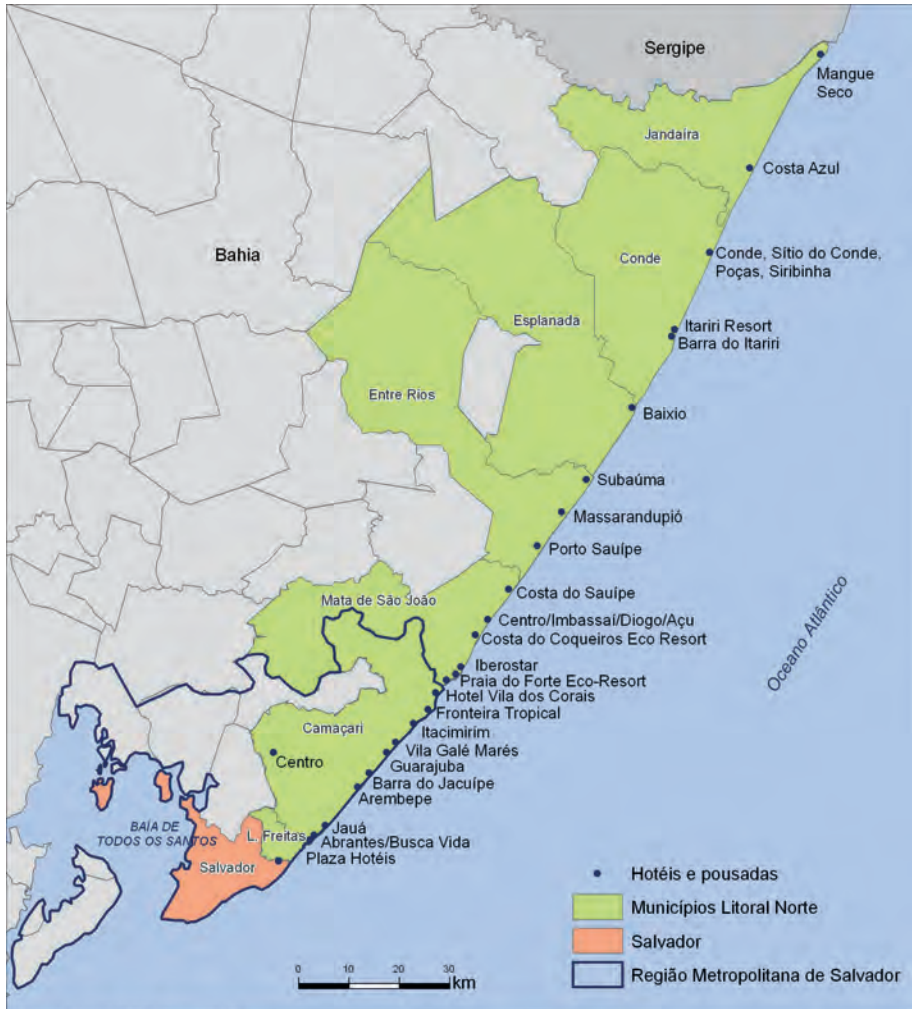 Sergipe
Mangue
Seco
Jandaíra
Costa Azul
Bahia
Conde
Conde, Sítio do Conde,
Poças, Siribinha
Esplanada
Itariri Resort
Barra do Itariri
Entre Rios
Baixio
Subaúma
Massarandupió
Porto Sauípe
Mata de São João
Costa do Sauípe
Centro/Imbassaí/Diogo/Açu
Costa do Coqueiros Eco Resort
Oceano Atlântico
Iberostar
Praia do Forte Eco-Resort
Hotel Vila dos Corais
Fronteira Tropical
Camaçari
Itacimirim
Vila Galé Marés
Centro
Guarajuba
Barra do Jacuípe
Arembepe
BAÍA DE
TODOS OS SANTOS
L. Freitas
Jauá
Abrantes/Busca Vida
Plaza Hotéis
Salvador
Hotéis e pousadas
Municípios Litoral Norte
Salvador
Região Metropolitana de Salvador
0 10 20 30
km